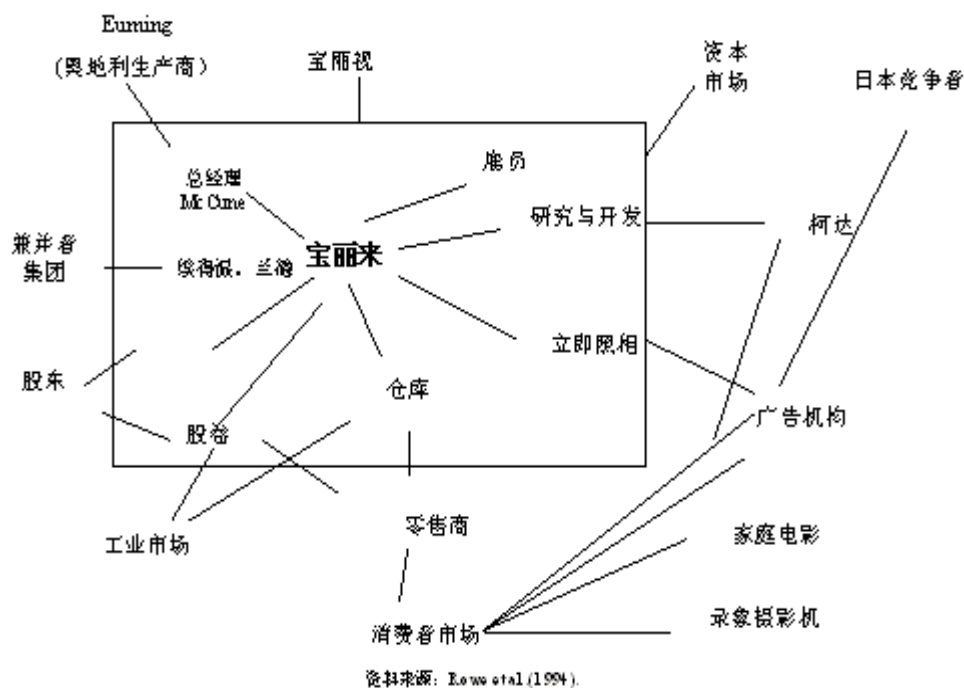 Euming
(奥地利生产商)
宝丽视
资本
市场
日本竞争者
总经理
Mc Cune
雇员
研究与开发
柯达
兼并者
集团
宝丽来
立即照相
股东
仓库
广告机构
股卷
工业市场
零售商
家庭电影
消费者市场
录象摄影机
资料来源: Rowe et al (1994).